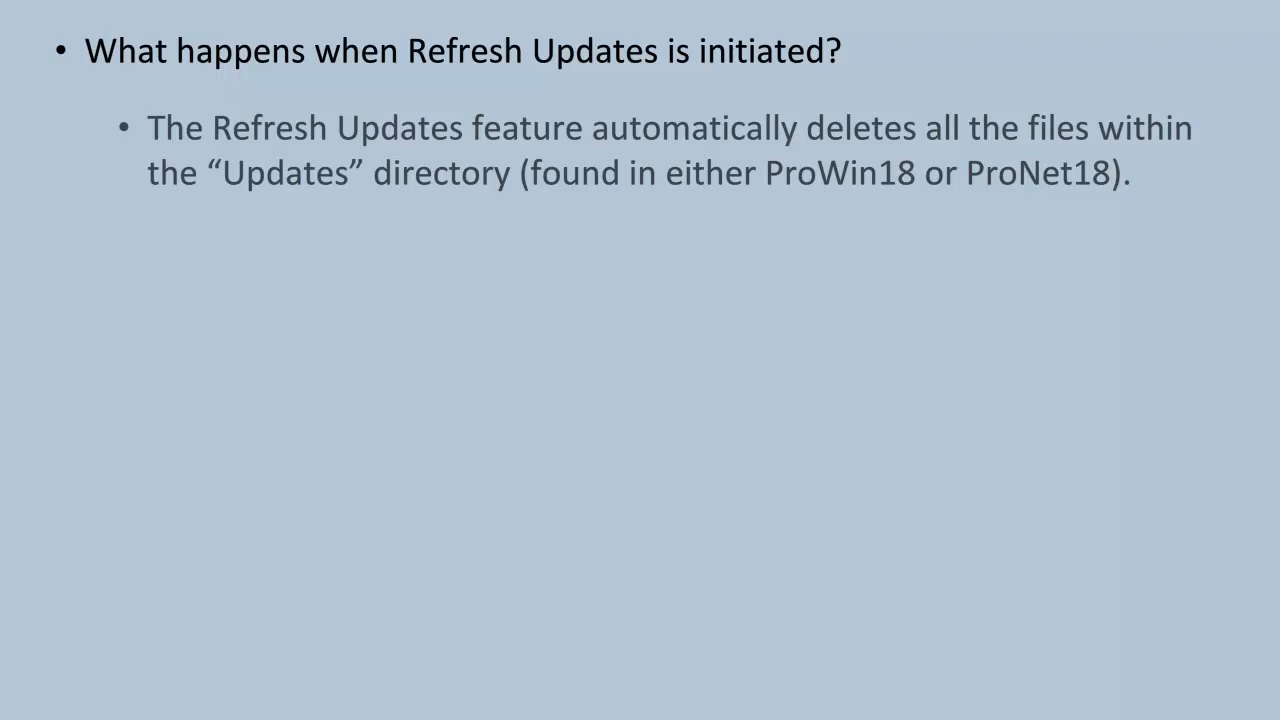 • What happens when Refresh Updates is initiated?
• The Refresh Updates feature automatically deletes all the files within
the “Updates” directory (found in either ProWin18 or ProNet18).